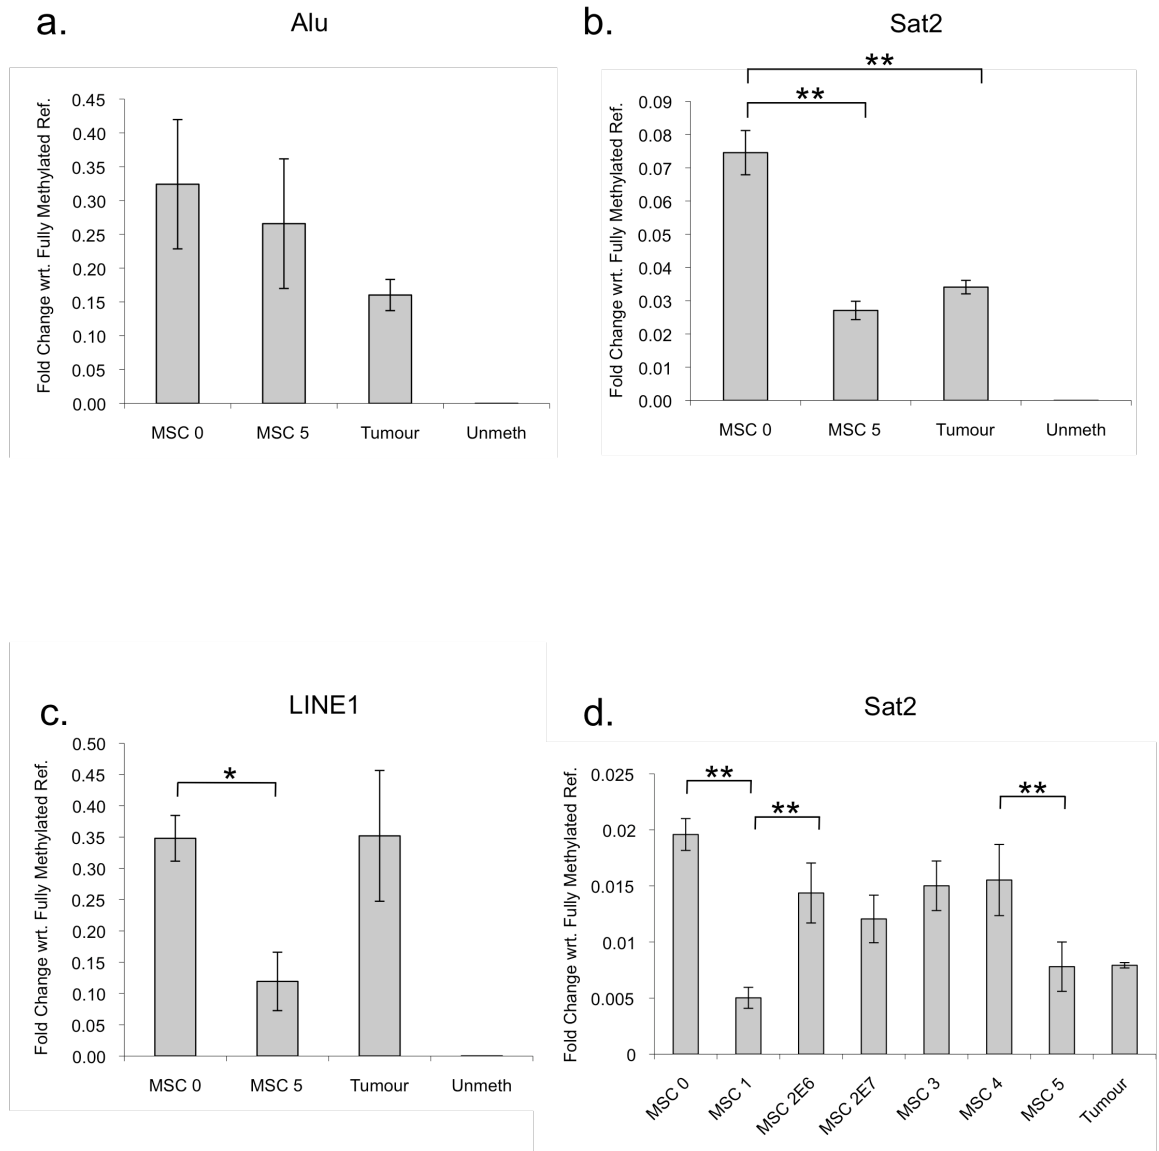 a.
Alu
Fold Change wrt. Fully Methylated Ref.
0.45
0.40
0.35
0.30
0.25
0.20
0.15
0.10
0.05
0.00
MSC 0 MSC 5 Tumour Unmeth
b.
Sat2
**
**
Fold Change wrt. Fully Methylated Ref.
0.09
0.08
0.07
0.06
0.05
0.04
0.03
0.02
0.01
0.00
MSC 0 MSC 5 Tumour Unmeth
c.
LINE1
*
Fold Change wrt. Fully Methylated Ref.
0.50
0.45
0.40
0.35
0.30
0.25
0.20
0.15
0.10
0.05
0.00
MSC 0 MSC 5 Tumour Unmeth
d.
Sat2
** ** **
Fold Change wrt. Fully Methylated Ref.
0.025
0.02
0.015
0.01
0.005
0
MSC 0 MSC 1 MSC 2E6 MSC 2E7 MSC 3 MSC 4 MSC 5 Tumour